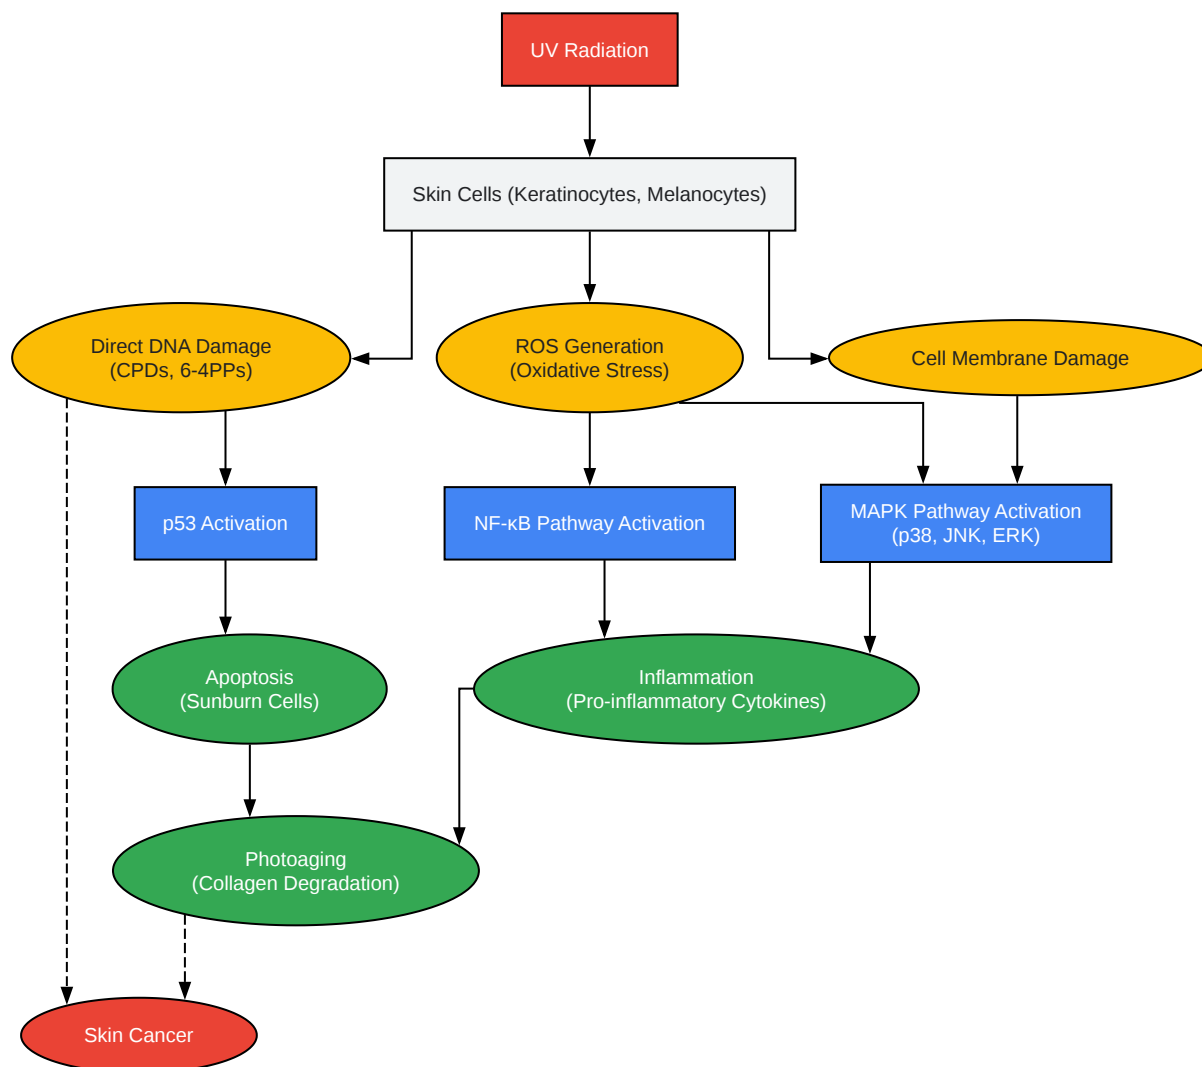 UV Radiation
Skin Cells (Keratinocytes, Melanocytes)
Direct DNA Damage
(CPDs, 6-4PPs)
ROS Generation
(Oxidative Stress)
Cell Membrane Damage
p53 Activation
NF-κB Pathway Activation
MAPK Pathway Activation
(p38, JNK, ERK)
Apoptosis
(Sunburn Cells)
Inflammation
(Pro-inflammatory Cytokines)
Photoaging
(Collagen Degradation)
Skin Cancer